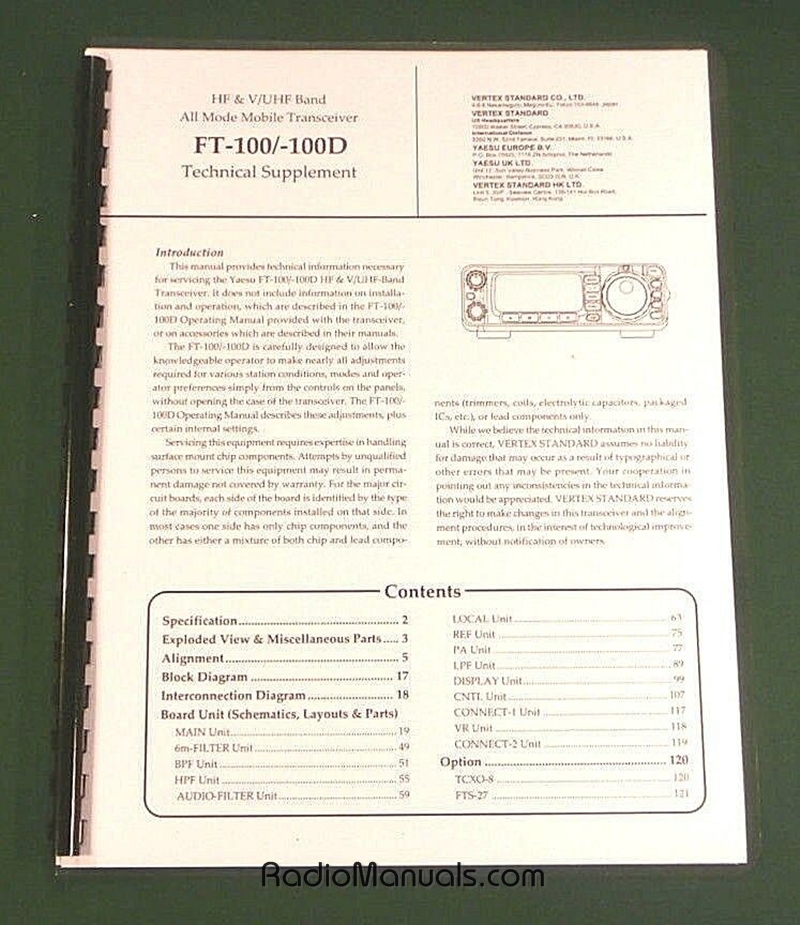 HF & V/UHF Band
All Mode Mobile Transceiver
FT-100/-100D
Technical Supplement
VERTEX STANDARD CO., LTD.
VERTEX STANDARD
US Headquarters
International Division
YAESU EUROPE B.V.
YAESU UK LTD.
VERTEX STANDARD HK LTD.
Introduction
This manual provides technical information necessary
for servicing the Yaesu FT-100/-100D HF & V/UHF-Band
Transceiver. It does not include information on installa-
tion and operation, which are described in the FT-100/-
100D Operating Manual provided with the transceiver,
or on accessories which are described in their manuals.
The FT-100/-100D is carefully designed to allow the
knowledgeable operator to make nearly all adjustments
required for various station conditions, modes and oper-
ator preferences simply from the controls on the panels,
without opening the case of the transceiver. The FT-100/-
100D Operating Manual describes these adjustments, plus
certain internal settings.
Servicing this equipment requires expertise in handling
surface mount chip components. Attempts by unqualified
persons to service this equipment may result in perma-
nent damage not covered by warranty. For the major cir-
cuit boards, each side of the board is identified by the type
of the majority of components installed on that side. In
most cases one side has only chip components, and the
other has either a mixture of both chip and lead compo-
nents (trimmers, coils, electrolytic capacitors, packaged
ICs, etc.), or lead components only.
While we believe the technical information in this man-
ual is correct, VERTEX STANDARD assumes no liability
for damage that may occur as a result of typographical or
other errors that may be present. Your cooperation in
pointing out any inconsistencies in the technical informa-
tion would be appreciated. VERTEX STANDARD reserves
the right to make changes in this transceiver and the align-
ment procedures, in the interest of technological improve-
ment, without notification of owners.
Contents
Specification.......... 2
Exploded View & Miscellaneous Parts..... 3
Alignment.......... 5
Block Diagram .......... 17
Interconnection Diagram.......... 18
Board Unit (Schematics, Layouts & Parts)
MAIN Unit.......... 19
6m-FILTER Unit.......... 49
BPF Unit.......... 51
HPF Unit.......... 55
AUDIO-FILTER Unit.......... 59
LOCAL Unit.......... 63
REF Unit.......... 75
PA Unit.......... 77
LPF Unit.......... 89
DISPLAY Unit.......... 99
CNTL Unit.......... 107
CONNECT-1 Unit.......... 117
VR Unit.......... 118
CONNECT-2 Unit.......... 119
Option.......... 120
TCXO-8.......... 120
FTS-27.......... 121
RadioManuals.com